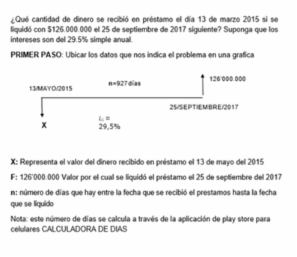 ¿Qué cantidad de dinero se recibió en préstamo el día 13 de marzo 2015 si se
liquidó con $126.000.000 el 25 de septiembre de 2017 siguiente? Suponga que los
intereses son del 29.5% simple anual.
PRIMER PASO: Ubicar los datos que nos indica el problema en una grafica
126'000.000
n=927 días
13/MAYO/2015
25/SEPTIEMBRE/2017
X
29,5%
X: Representa el valor del dinero recibido en préstamo el 13 de mayo del 2015
F: 126'000.000 Valor por el cual se liquidó el préstamo el 25 de septiembre del 2017
n: número de días que hay entre la fecha que se recibió el prestamos hasta la fecha
que se liquido
Nota: este número de días se calcula a través de la aplicación de play store para
celulares CALCULADORA DE DIAS